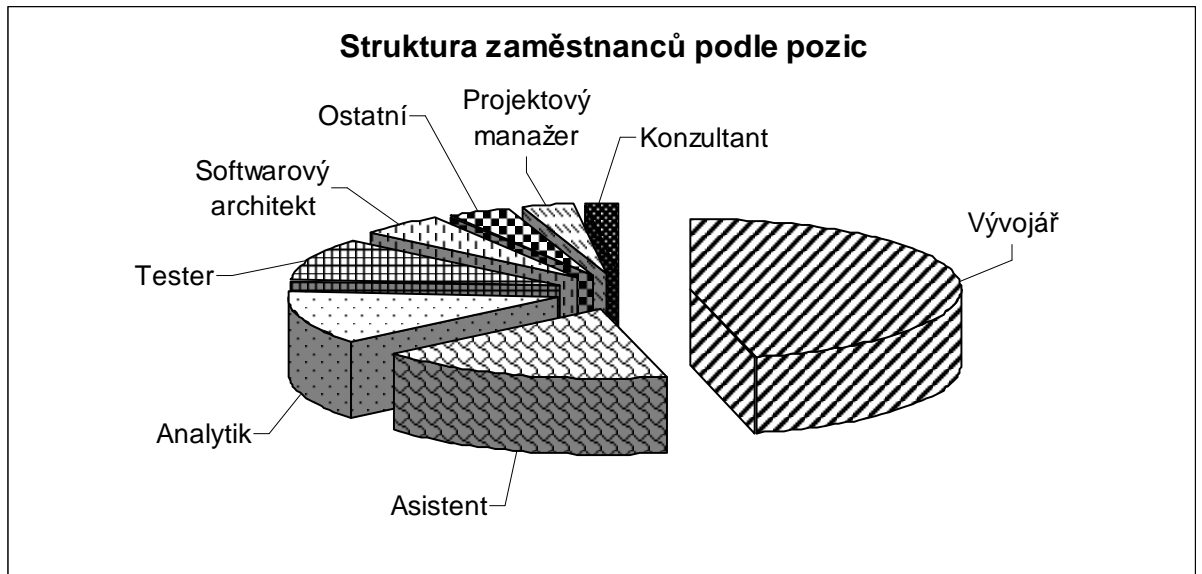 Struktura zaměstnanců podle pozic
Projektový
manažer
Ostatní
Konzultant
Softwarový
architekt
Vývojář
Tester
Analytik
Asistent